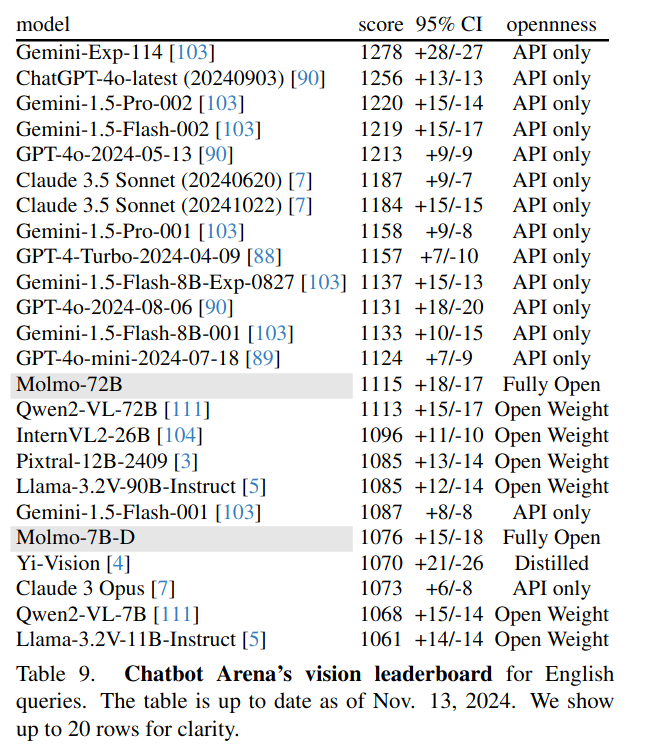 model score 95% CI opennness
Gemini-Exp-114 [103] 1278 +28/-27 API only
ChatGPT-4o-latest (20240903) [90] 1256 +13/-13 API only
Gemini-1.5-Pro-002 [103] 1220 +15/-14 API only
Gemini-1.5-Flash-002 [103] 1219 +15/-17 API only
GPT-4o-2024-05-13 [90] 1213 +9/-9 API only
Claude 3.5 Sonnet (20240620) [7] 1187 +9/-7 API only
Claude 3.5 Sonnet (20241022) [7] 1184 +15/-15 API only
Gemini-1.5-Pro-001 [103] 1158 +9/-8 API only
GPT-4-Turbo-2024-04-09 [88] 1157 +7/-10 API only
Gemini-1.5-Flash-8B-Exp-0827 [103] 1137 +15/-13 API only
GPT-4o-2024-08-06 [90] 1131 +18/-20 API only
Gemini-1.5-Flash-8B-001 [103] 1133 +10/-15 API only
GPT-4o-mini-2024-07-18 [89] 1124 +7/-9 API only
Molmo-72B 1115 +18/-17 Fully Open
Qwen2-VL-72B [111] 1113 +15/-17 Open Weight
InternVL2-26B [104] 1096 +11/-10 Open Weight
Pixtral-12B-2409 [3] 1085 +13/-14 Open Weight
Llama-3.2V-90B-Instruct [5] 1085 +12/-14 Open Weight
Gemini-1.5-Flash-001 [103] 1087 +8/-8 API only
Molmo-7B-D 1076 +15/-18 Fully Open
Yi-Vision [4] 1070 +21/-26 Distilled
Claude 3 Opus [7] 1073 +6/-8 API only
Qwen2-VL-7B [111] 1068 +15/-14 Open Weight
Llama-3.2V-11B-Instruct [5] 1061 +14/-14 Open Weight
Table 9. Chatbot Arena's vision leaderboard for English
queries. The table is up to date as of Nov. 13, 2024. We show
up to 20 rows for clarity.